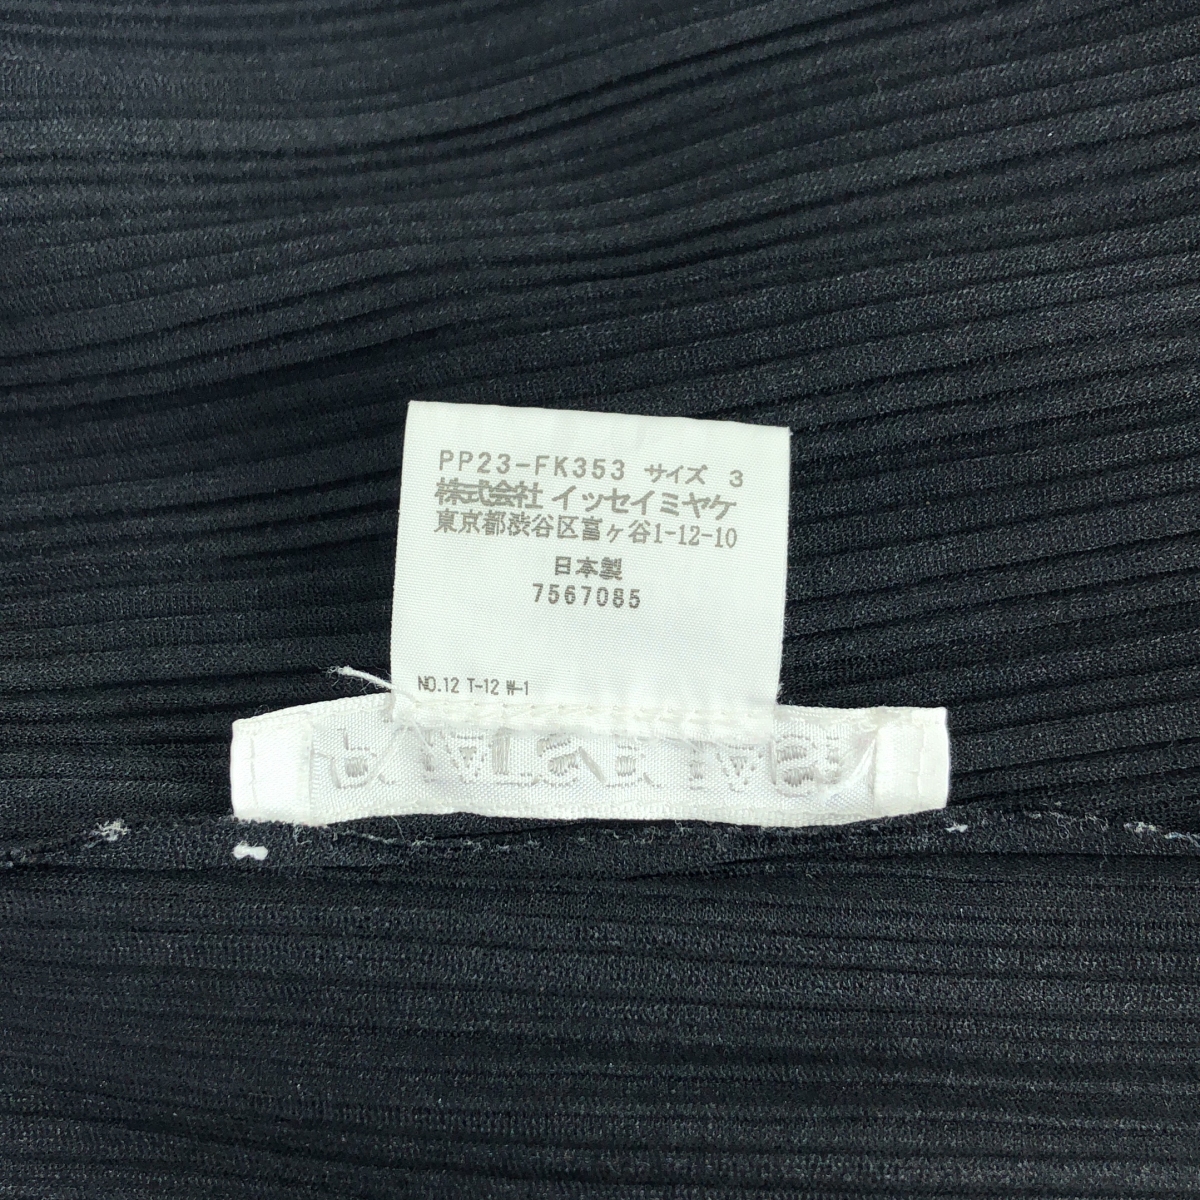 PP23-FK353 サイズ 3
株式会社 イッセイミヤケ
東京都渋谷区富ヶ谷1-12-10
日本製
7567085
NO.12 T-12 W-1